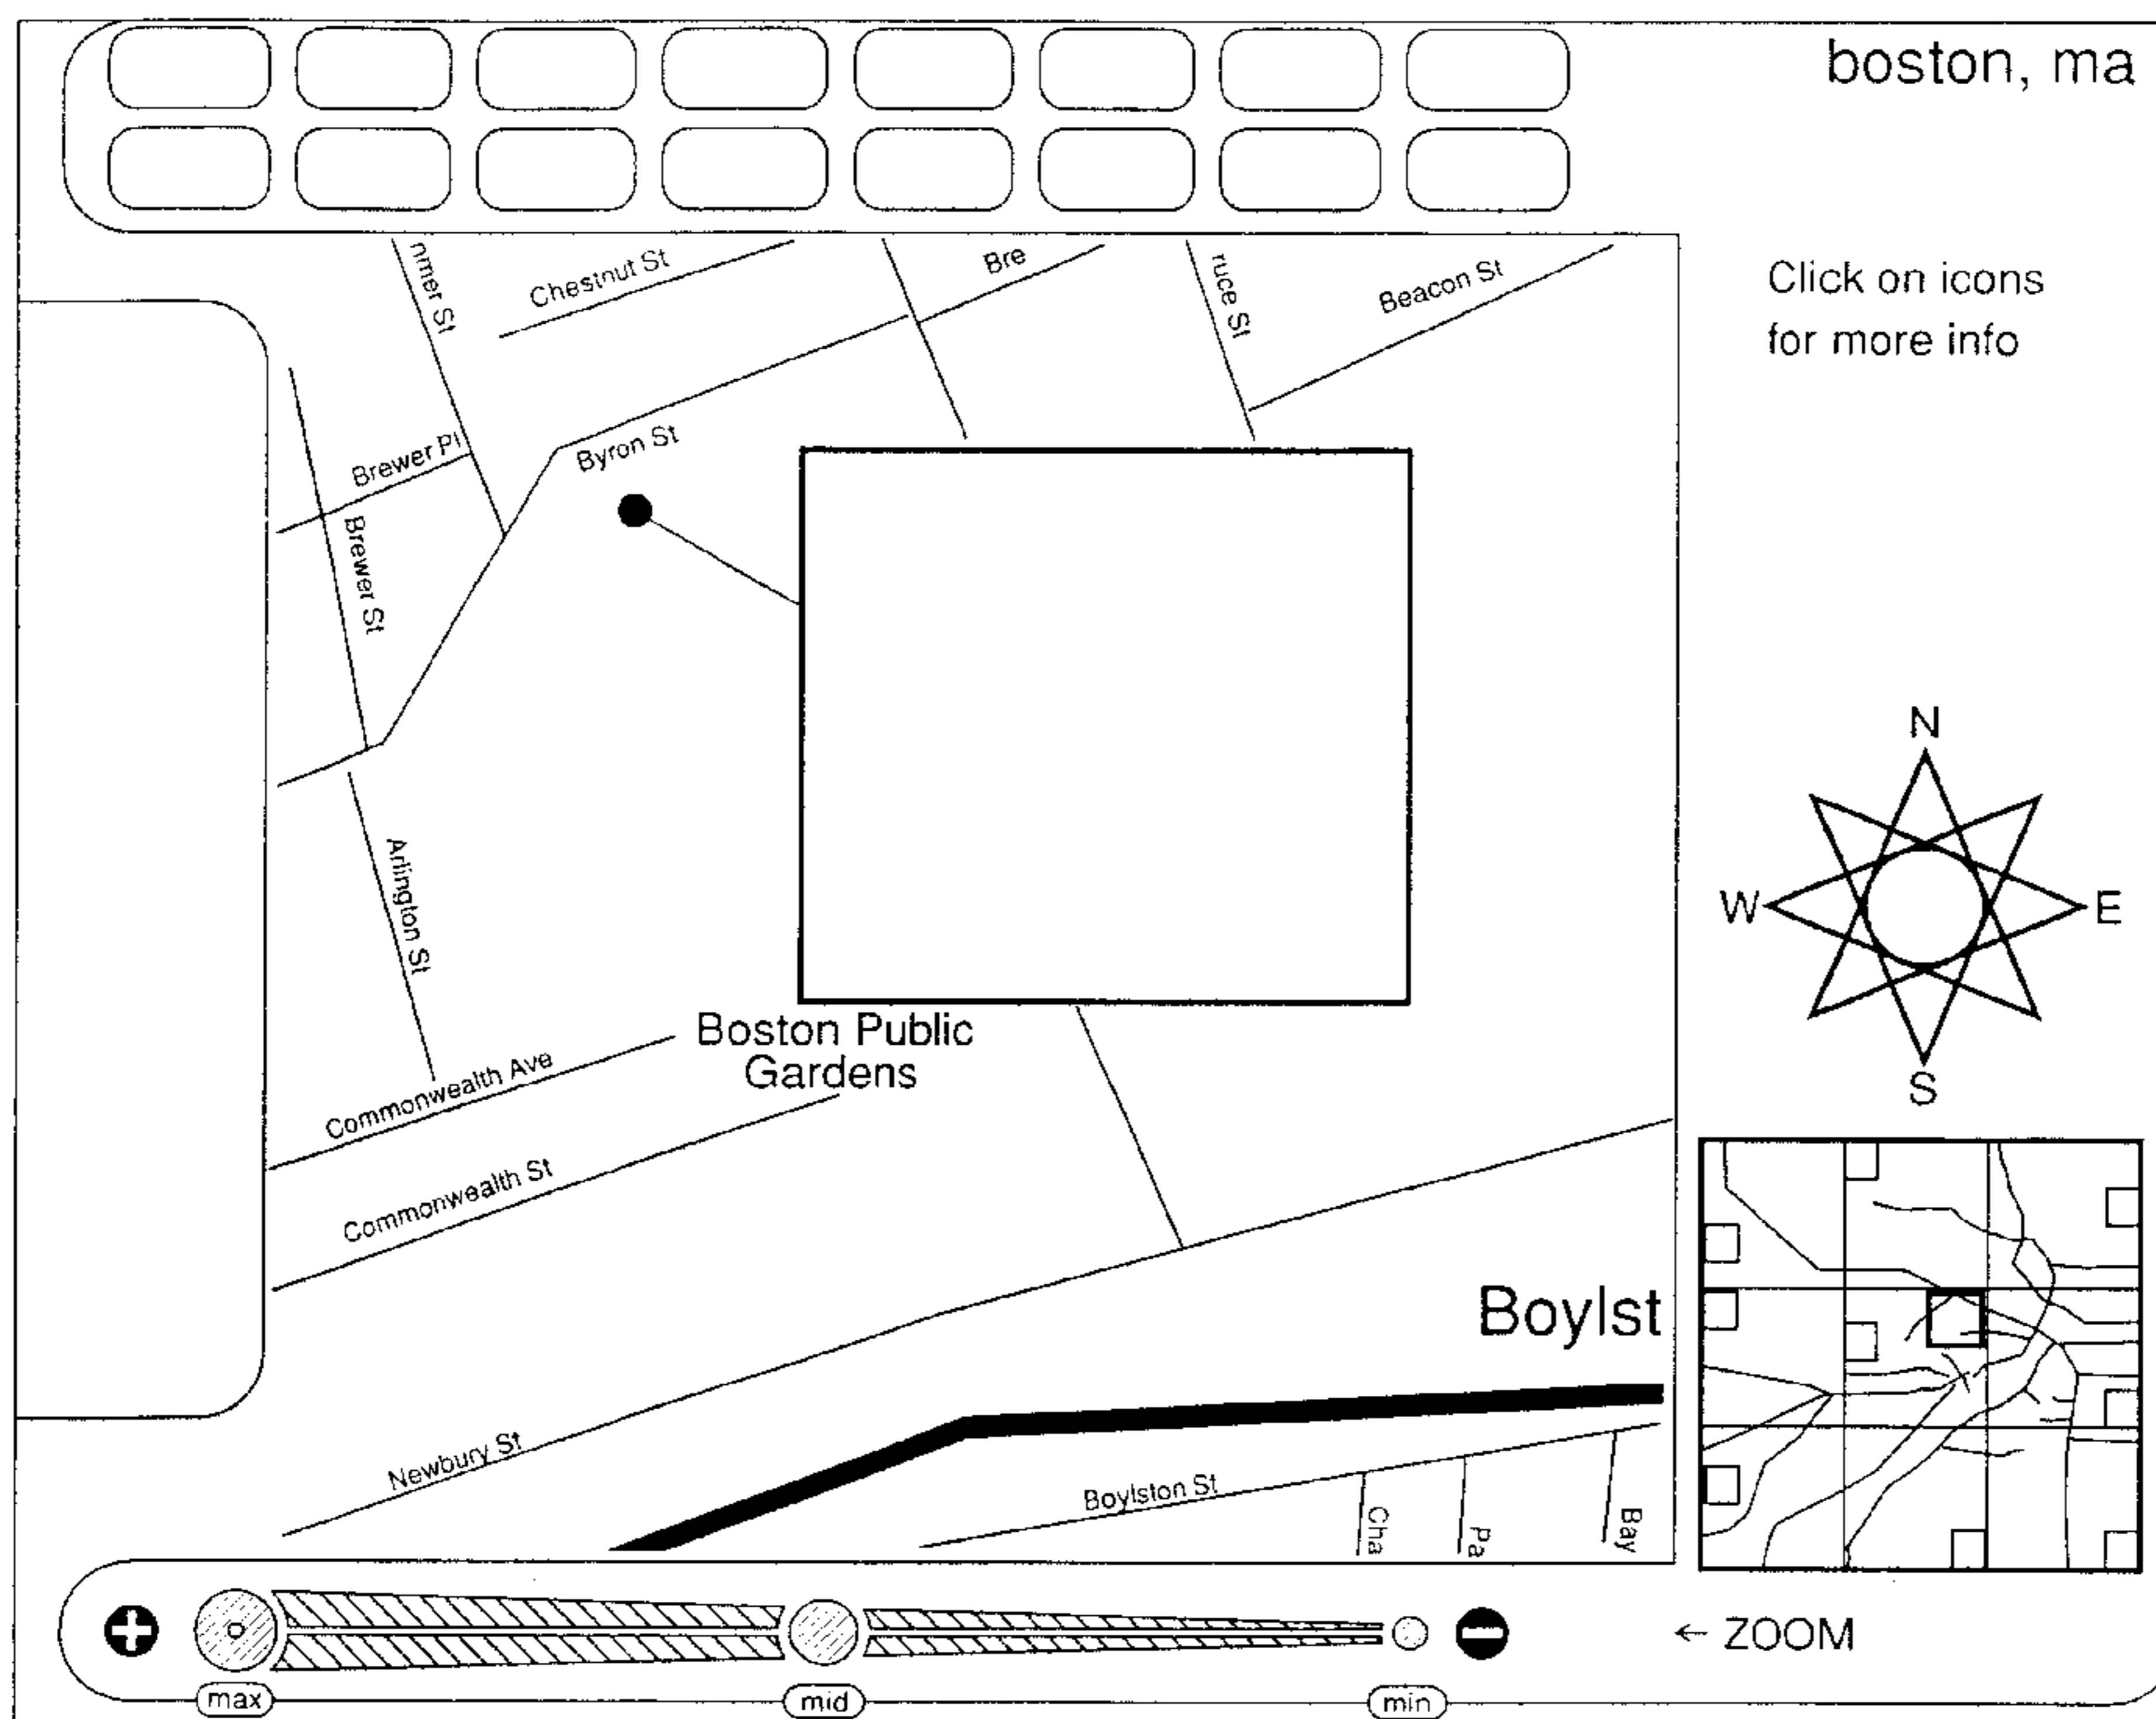 boston, ma
Click on icons
for more info
nmer St
Chestnut St
Bre
ruce St
Beacon St
Brewer Pl
Byron St
Brewer St
Arlington St
Boston Public
Gardens
Commonwealth Ave
Commonwealth St
N
W
E
S
Boylst
Newbury St
Boylston St
Cha
Pa
Bay
← ZOOM
max
mid
min